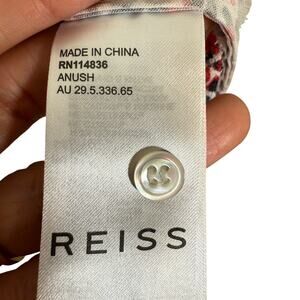 MADE IN CHINA
RN114836
ANUSH
AU 29.5.336.65
REISS